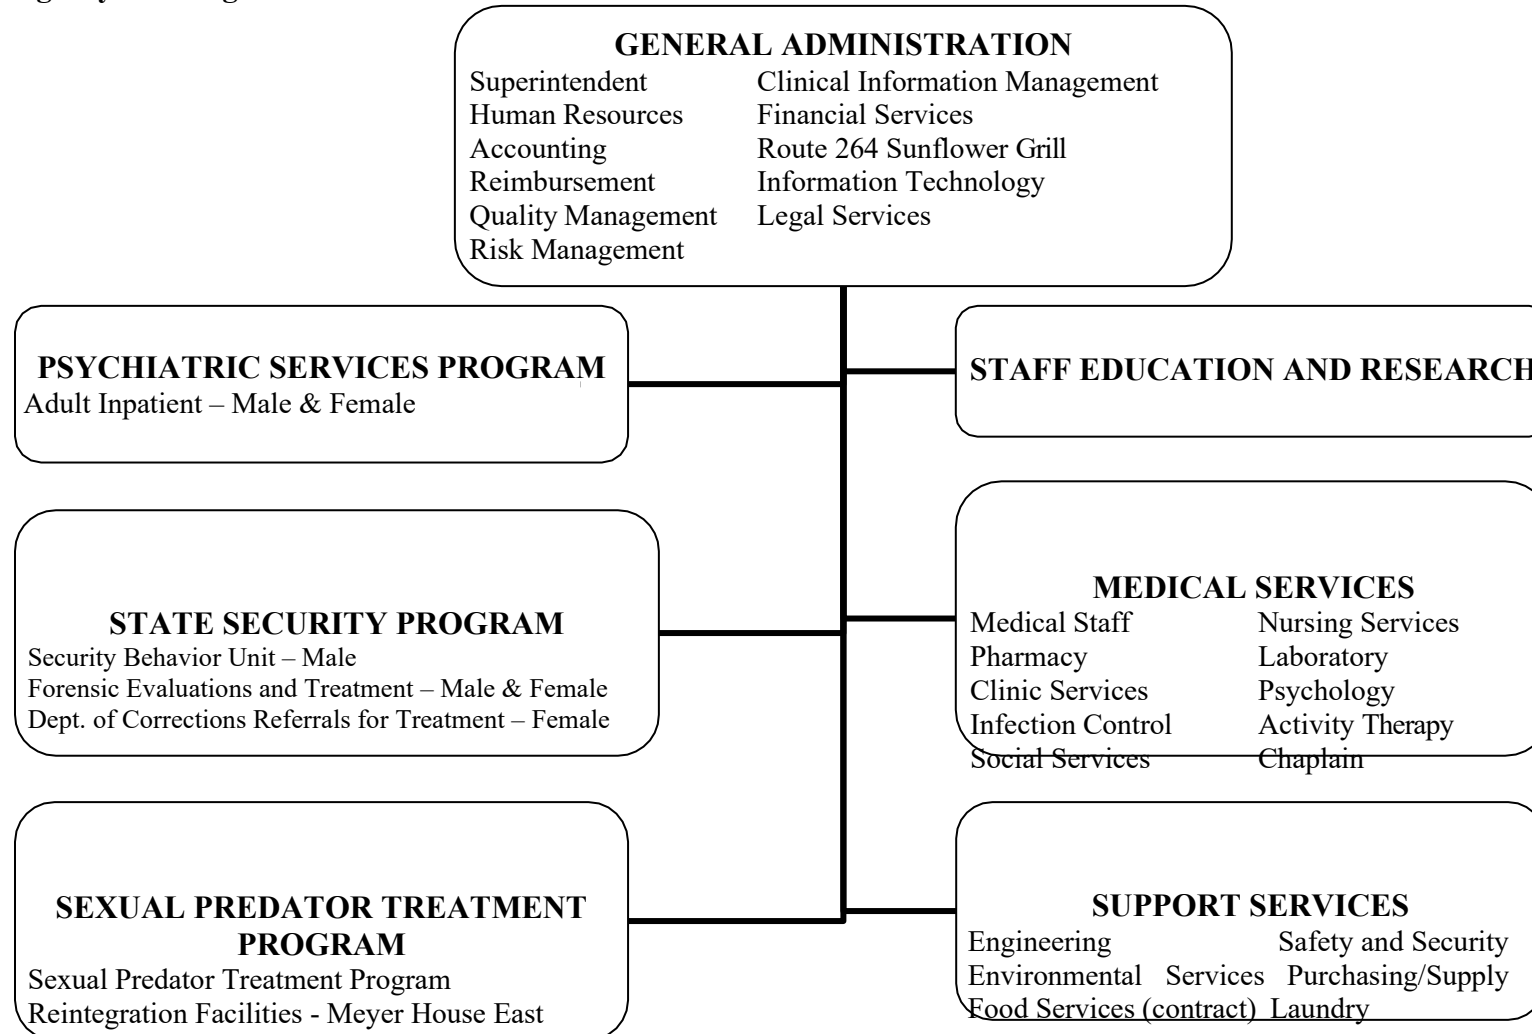 GENERAL ADMINISTRATION
Superintendent Clinical Information Management
Human Resources Financial Services
Accounting Route 264 Sunflower Grill
Reimbursement Information Technology
Quality Management Legal Services
Risk Management
PSYCHIATRIC SERVICES PROGRAM
Adult Inpatient – Male & Female
STAFF EDUCATION AND RESEARCH
STATE SECURITY PROGRAM
Security Behavior Unit – Male
Forensic Evaluations and Treatment – Male & Female
Dept. of Corrections Referrals for Treatment – Female
MEDICAL SERVICES
Medical Staff Nursing Services
Pharmacy Laboratory
Clinic Services Psychology
Infection Control Activity Therapy
Social Services Chaplain
SEXUAL PREDATOR TREATMENT
PROGRAM
Sexual Predator Treatment Program
Reintegration Facilities - Meyer House East
SUPPORT SERVICES
Engineering Safety and Security
Environmental Services Purchasing/Supply
Food Services (contract) Laundry